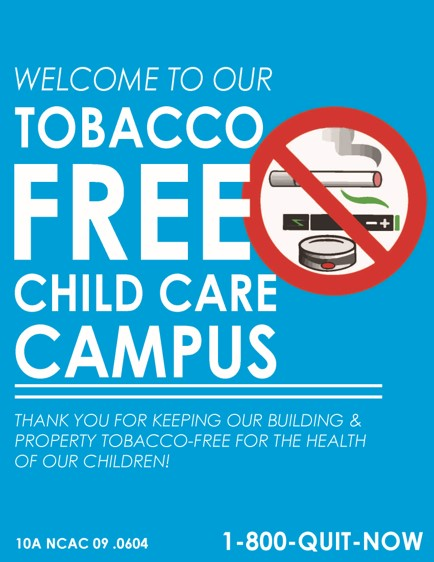 WELCOME TO OUR
TOBACCO
FREE
CHILD CARE
CAMPUS
THANK YOU FOR KEEPING OUR BUILDING &
PROPERTY TOBACCO-FREE FOR THE HEALTH
OF OUR CHILDREN!
10A NCAC 09 .0604
1-800-QUIT-NOW